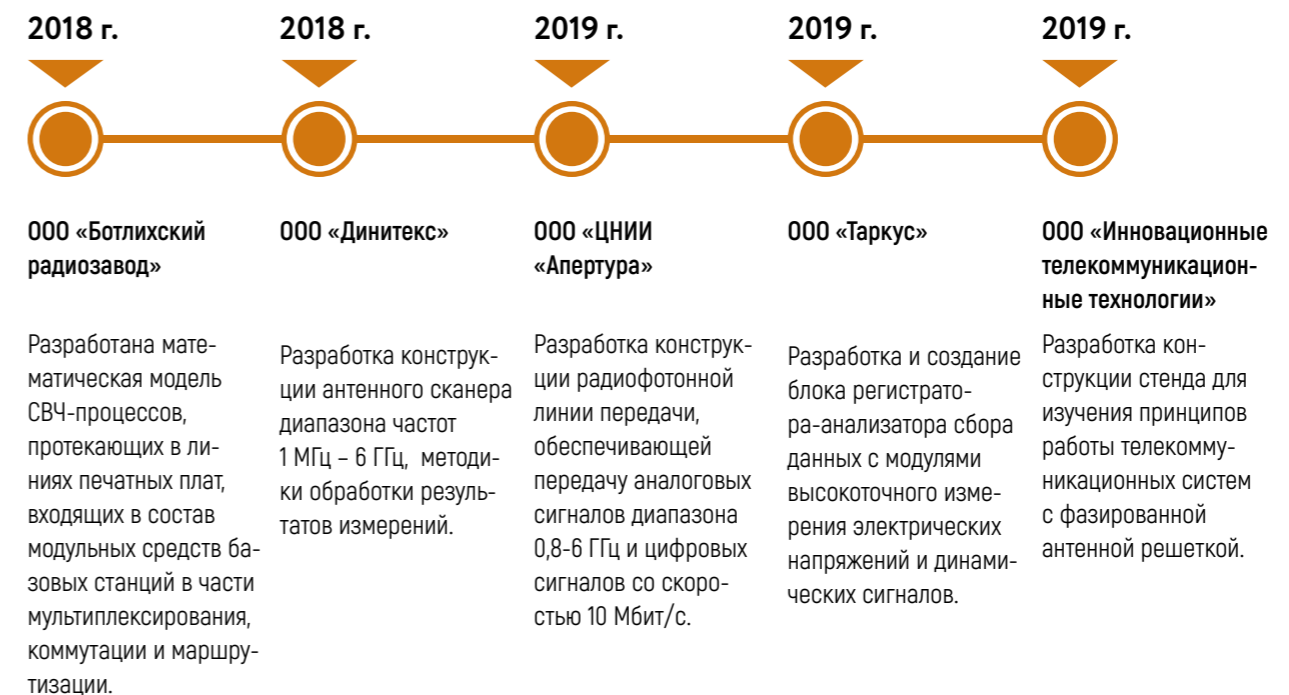 2018 г.
ООО «Ботлихский
радиозавод»
Разработана мате-
матическая модель
СВЧ-процессов,
протекающих в ли-
ниях печатных плат,
входящих в состав
модульных средств ба-
зовых станций в части
мультиплексирования,
коммутации и маршру-
тизации.
2018 г.
ООО «Динитекс»
Разработка конструк-
ции антенного сканера
диапазона частот
1 МГц – 6 ГГц, методи-
ки обработки резуль-
татов измерений.
2019 г.
ООО «ЦНИИ
«Апертура»
Разработка конструк-
ции радиофотонной
линии передачи,
обеспечивающей
передачу аналоговых
сигналов диапазона
0,8-6 ГГц и цифровых
сигналов со скоро-
стью 10 Мбит/с.
2019 г.
ООО «Таркус»
Разработка и создание
блока регистрато-
ра-анализатора сбора
данных с модулями
высокоточного изме-
рения электрических
напряжений и динами-
ческих сигналов.
2019 г.
ООО «Инновационные
телекоммуникацион-
ные технологии»
Разработка кон-
струкции стенда для
изучения принципов
работы телекомму-
никационных систем
с фазированной
антенной решеткой.